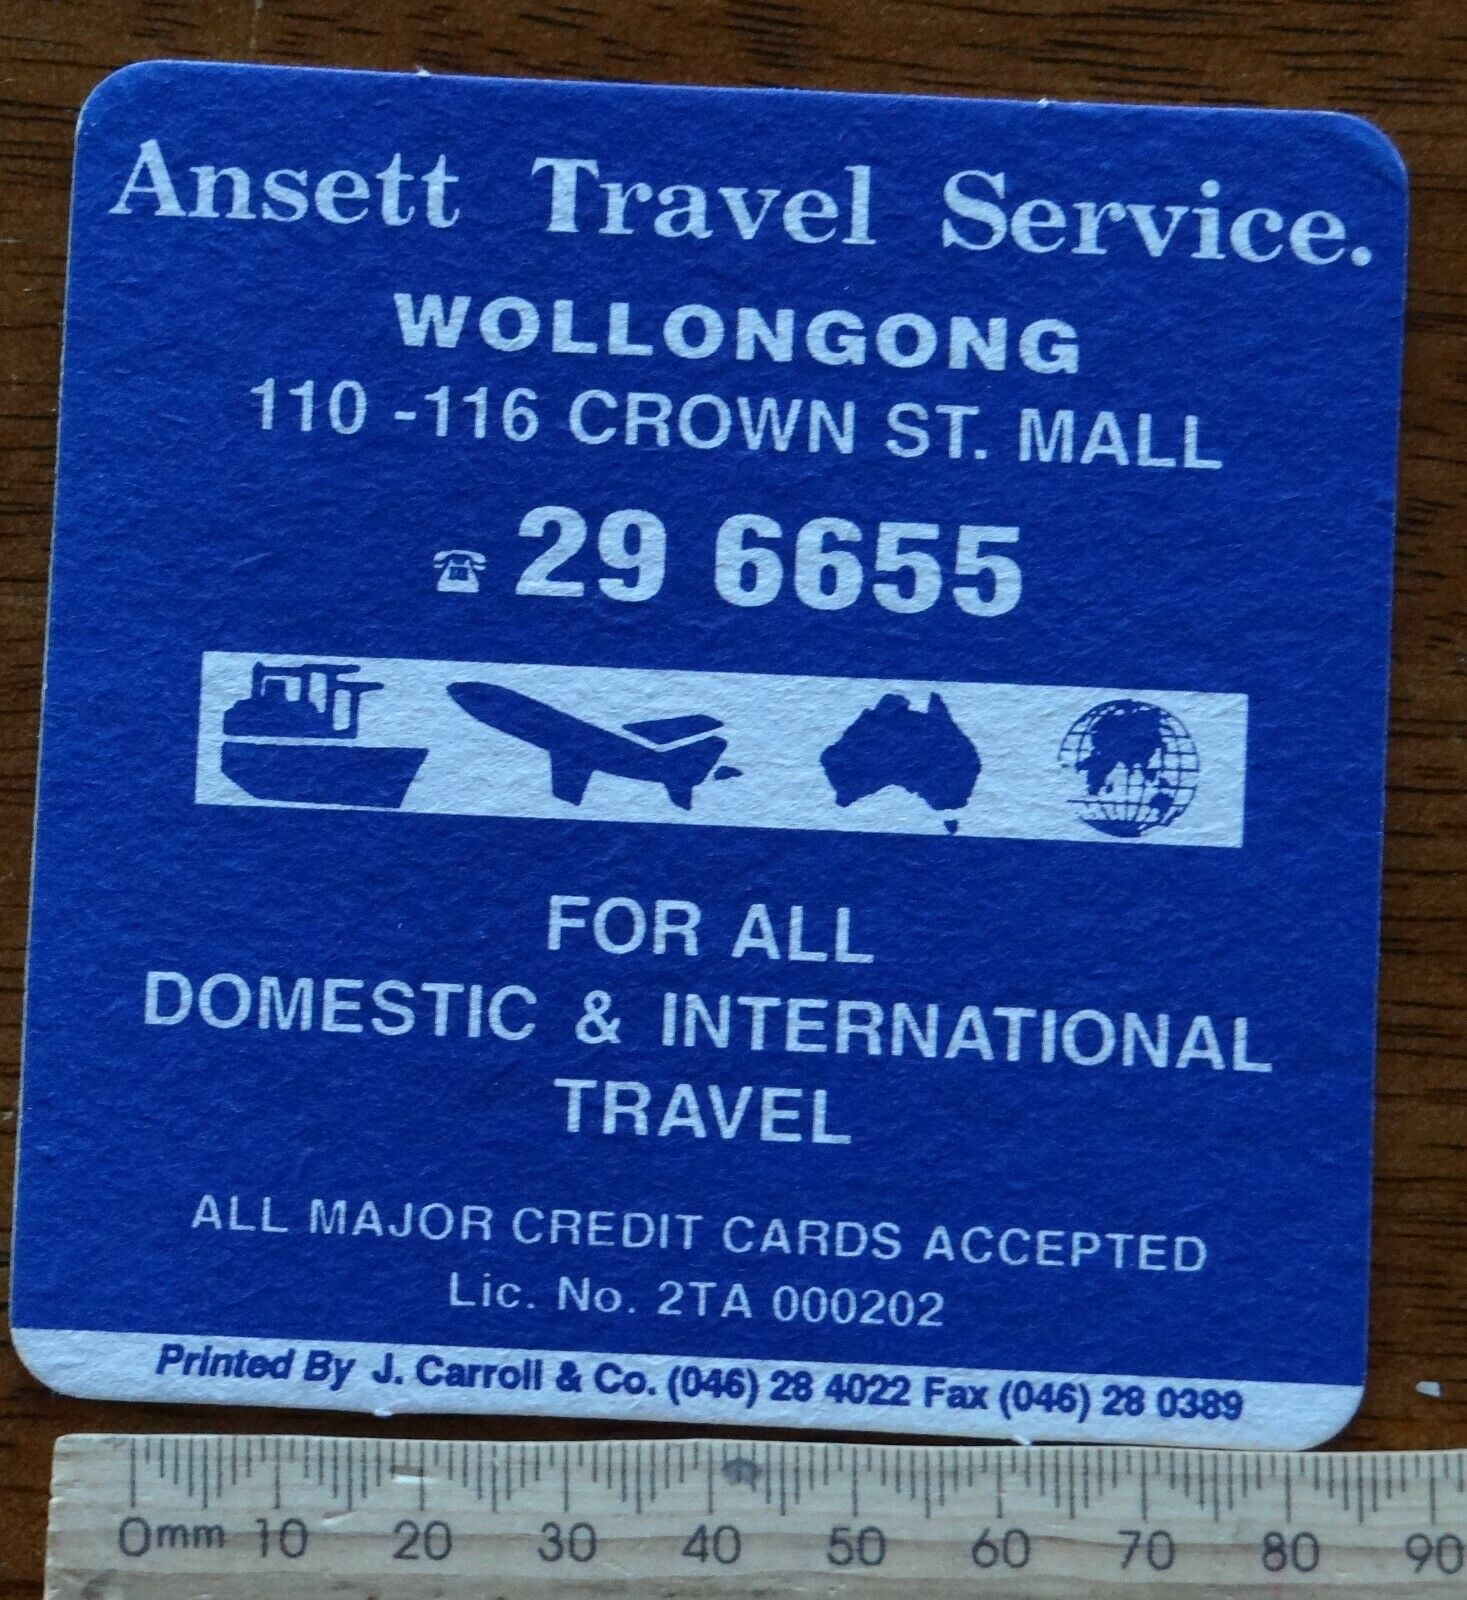 Ansett Travel Service.
WOLLONGONG
110 -116 CROWN ST. MALL
☎ 29 6655
FOR ALL
DOMESTIC & INTERNATIONAL
TRAVEL
ALL MAJOR CREDIT CARDS ACCEPTED
Lic. No. 2TA 000202
Printed By J. Carroll & Co. (046) 28 4022 Fax (046) 28 0389
0mm 10 20 30 40 50 60 70 80 90